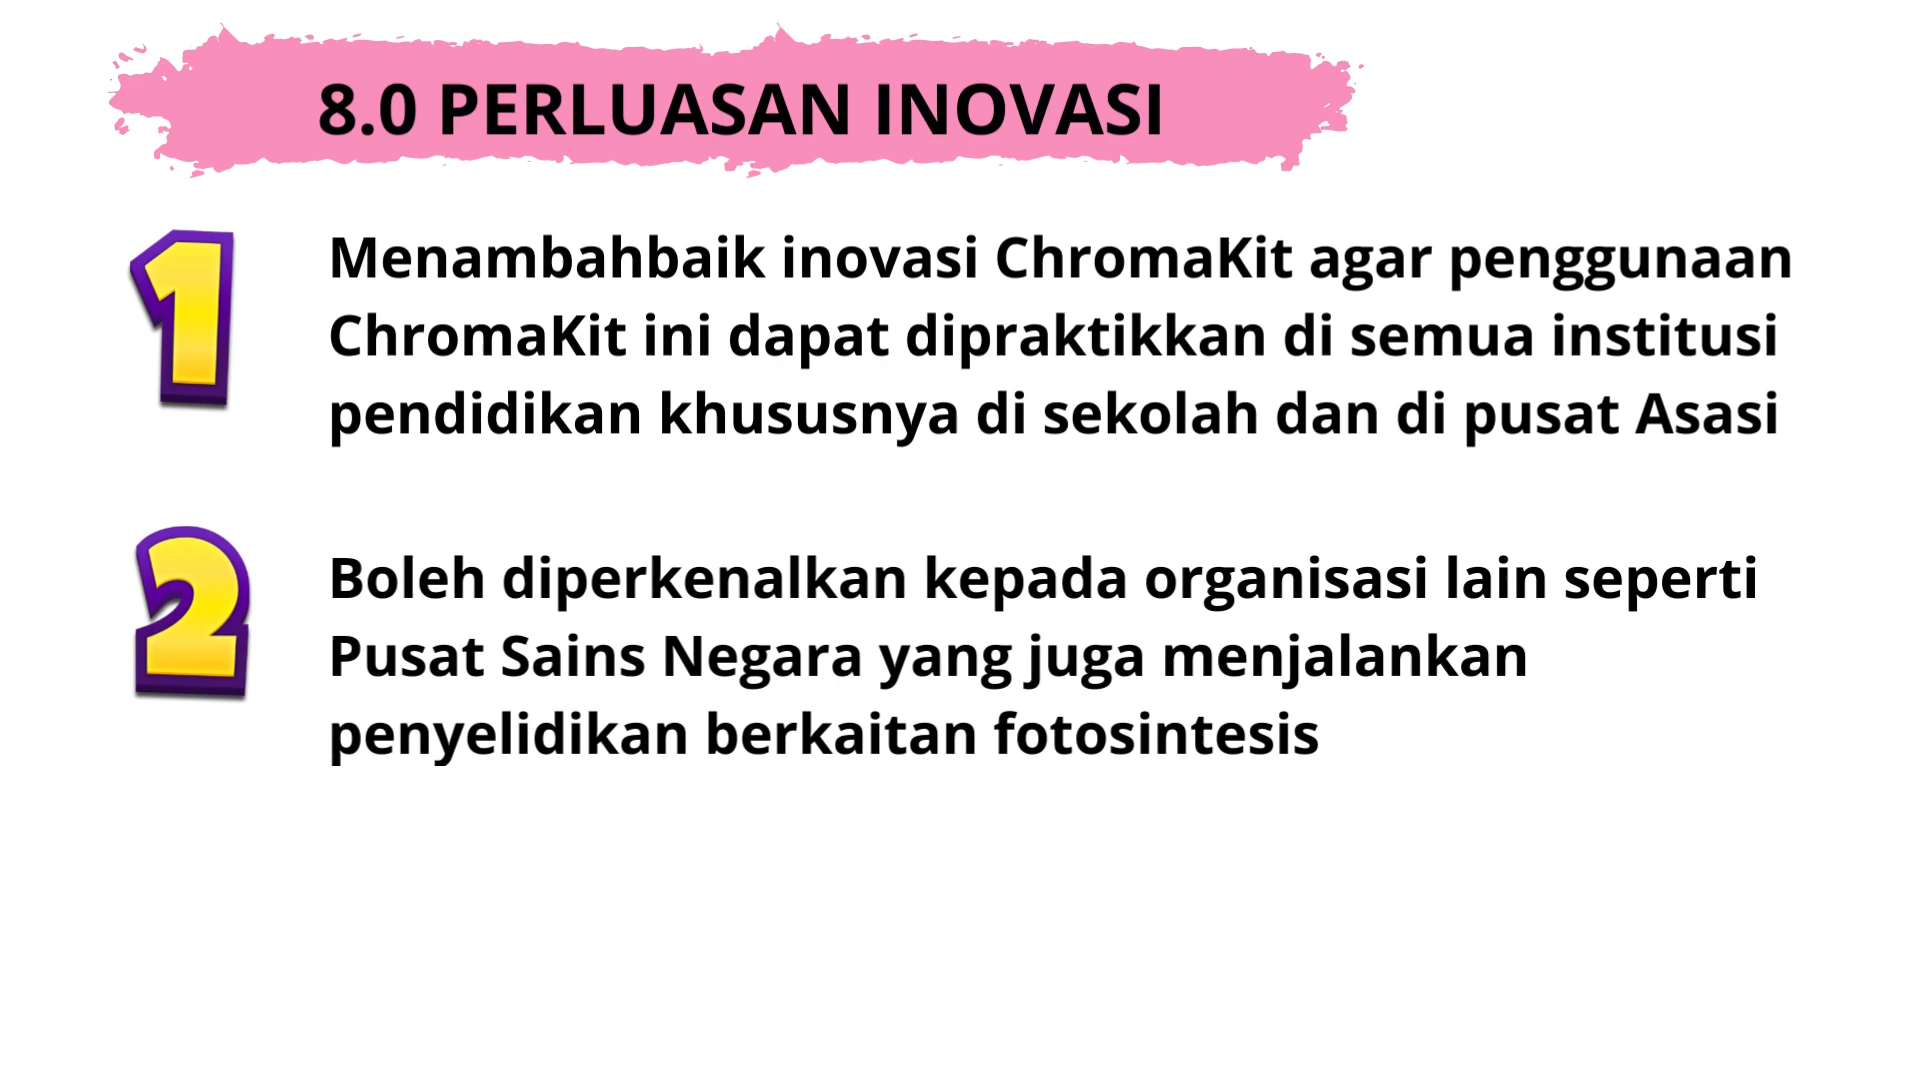 8.0 PERLUASAN INOVASI
1
Menambahbaik inovasi ChromaKit agar penggunaan
ChromaKit ini dapat dipraktikkan di semua institusi
pendidikan khususnya di sekolah dan di pusat Asasi
2
Boleh diperkenalkan kepada organisasi lain seperti
Pusat Sains Negara yang juga menjalankan
penyelidikan berkaitan fotosintesis